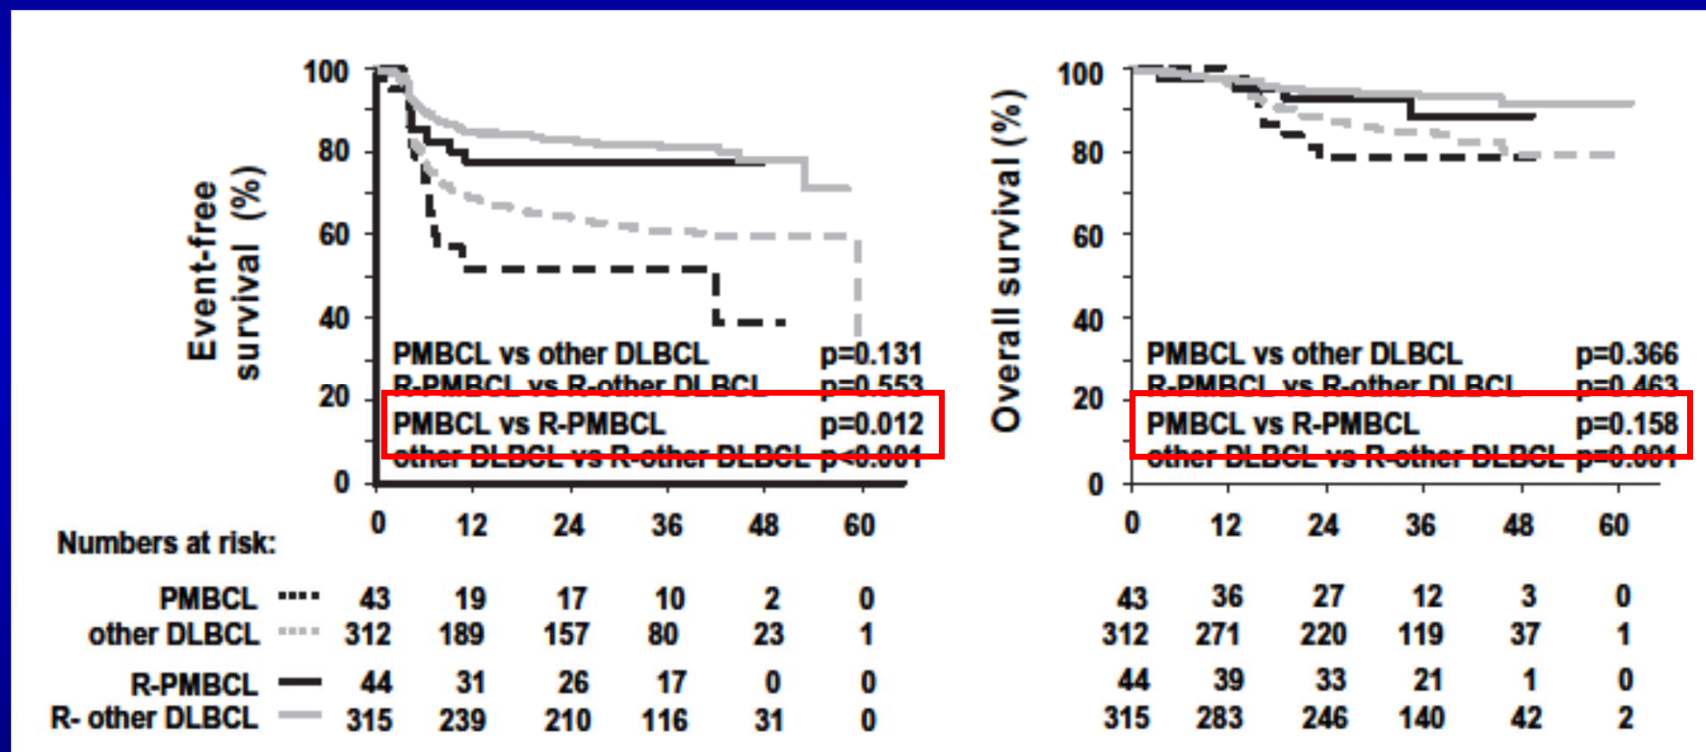 Event-free
survival (%)
100
80
60
40
20
0
PMBCL vs other DLBCL p=0.131
R-PMBCL vs R-other DLBCL p=0.553
PMBCL vs R-PMBCL p=0.012
other DLBCL vs R-other DLBCL p<0.001
0 12 24 36 48 60
Overall survival (%)
100
80
60
40
20
0
PMBCL vs other DLBCL p=0.366
R-PMBCL vs R-other DLBCL p=0.463
PMBCL vs R-PMBCL p=0.158
other DLBCL vs R-other DLBCL p=0.001
0 12 24 36 48 60
Numbers at risk:
PMBCL 43 19 17 10 2 0 43 36 27 12 3 0
other DLBCL 312 189 157 80 23 1 312 271 220 119 37 1
R-PMBCL 44 31 26 17 0 0 44 39 33 21 1 0
R- other DLBCL 315 239 210 116 31 0 315 283 246 140 42 2